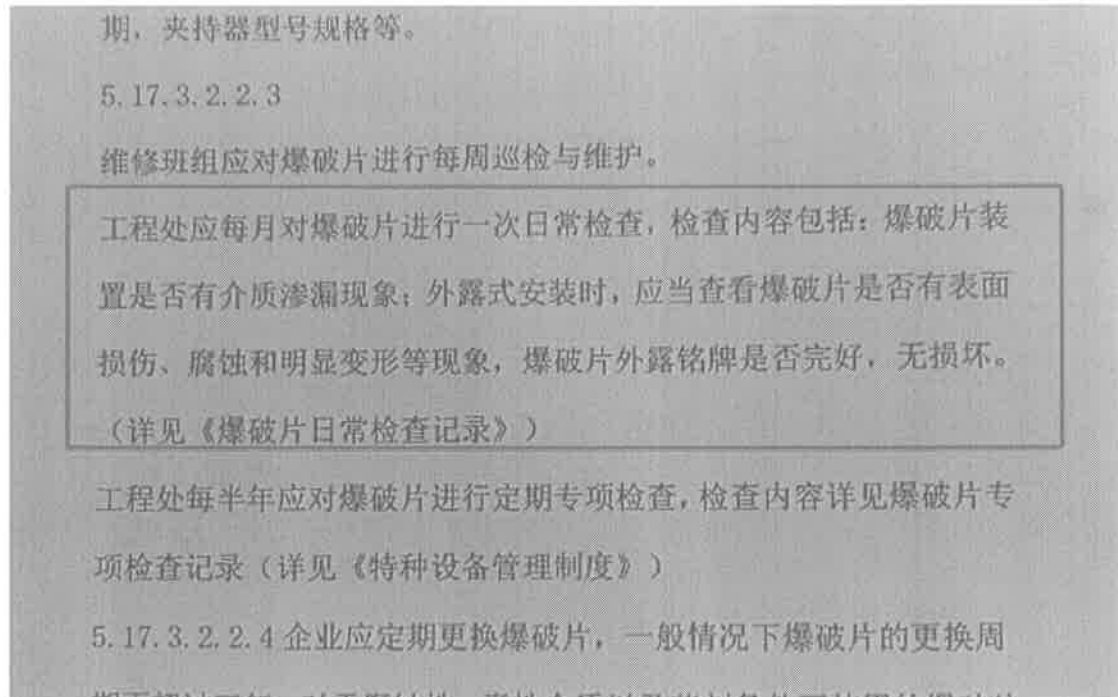 期，夹持器型号规格等。
5.17.3.2.2.3
维修班组应对爆破片进行每周巡检与维护。
工程处应每月对爆破片进行一次日常检查，检查内容包括：爆破片装
置是否有介质渗漏现象；外露式安装时，应当查看爆破片是否有表面
损伤、腐蚀和明显变形等现象，爆破片外露铭牌是否完好，无损坏。
（详见《爆破片日常检查记录》）
工程处每半年应对爆破片进行定期专项检查，检查内容详见爆破片专
项检查记录（详见《特种设备管理制度》）
5.17.3.2.2.4 企业应定期更换爆破片，一般情况下爆破片的更换周